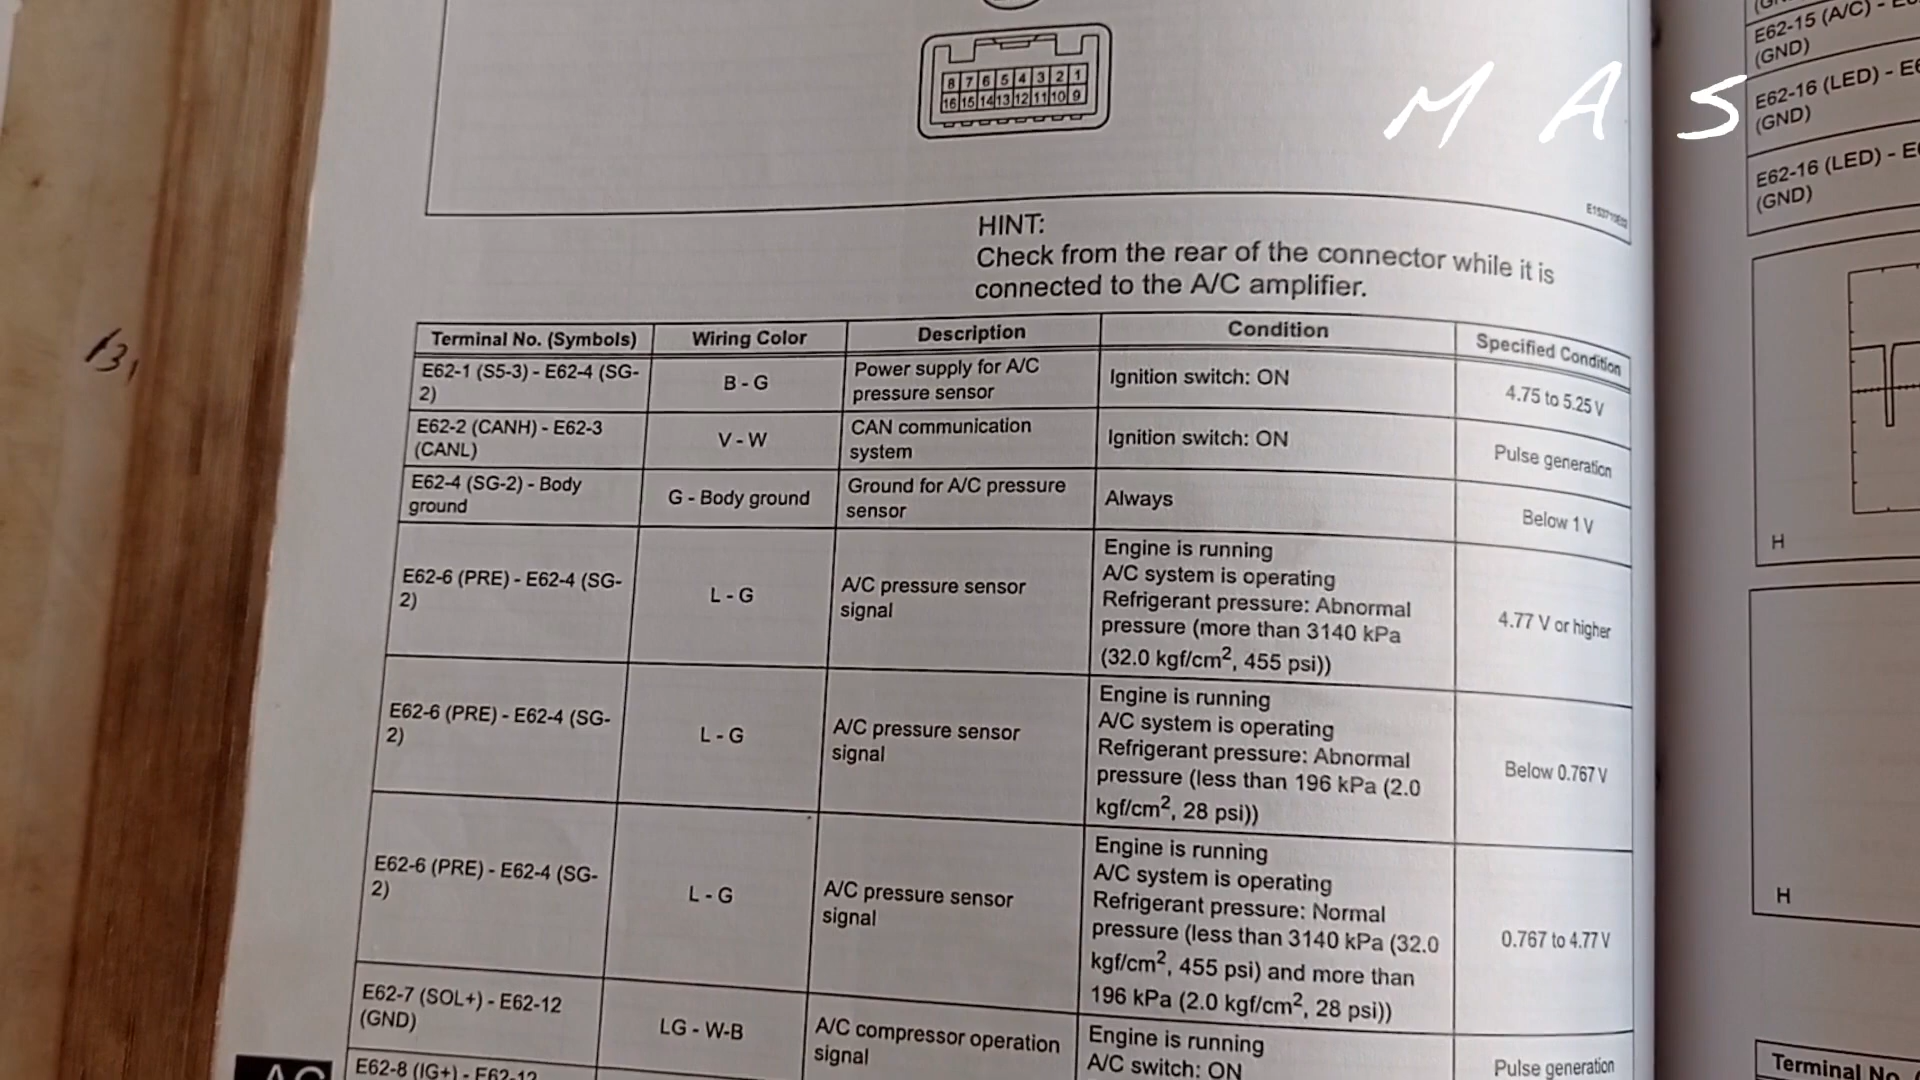 8 7 6 5 4 3 2 1
16 15 14 13 12 11 10 9
M A S
HINT:
Check from the rear of the connector while it is
connected to the A/C amplifier.
Terminal No. (Symbols) Wiring Color Description Condition Specified Condition
E62-1 (S5-3) - E62-4 (SG-
2)
B - G
Power supply for A/C
pressure sensor
Ignition switch: ON
4.75 to 5.25 V
E62-2 (CANH) - E62-3
(CANL)
V - W
CAN communication
system
Ignition switch: ON
Pulse generation
E62-4 (SG-2) - Body
ground
G - Body ground
Ground for A/C pressure
sensor
Always
Below 1 V
E62-6 (PRE) - E62-4 (SG-
2)
L - G
A/C pressure sensor
signal
Engine is running
A/C system is operating
Refrigerant pressure: Abnormal
pressure (more than 3140 kPa
(32.0 kgf/cm², 455 psi))
4.77 V or higher
E62-6 (PRE) - E62-4 (SG-
2)
L - G
A/C pressure sensor
signal
Engine is running
A/C system is operating
Refrigerant pressure: Abnormal
pressure (less than 196 kPa (2.0
kgf/cm², 28 psi))
Below 0.767 V
E62-6 (PRE) - E62-4 (SG-
2)
L - G
A/C pressure sensor
signal
Engine is running
A/C system is operating
Refrigerant pressure: Normal
pressure (less than 3140 kPa (32.0
kgf/cm², 455 psi) and more than
196 kPa (2.0 kgf/cm², 28 psi))
0.767 to 4.77 V
E62-7 (SOL+) - E62-12
(GND)
LG - W-B
A/C compressor operation
signal
Engine is running
A/C switch: ON
Pulse generation
E62-8 (IG+) - E62-12
AC
E62-15 (A/C) -
(GND)
E62-16 (LED) -
(GND)
E62-16 (LED) -
(GND)
H
H
Terminal No.